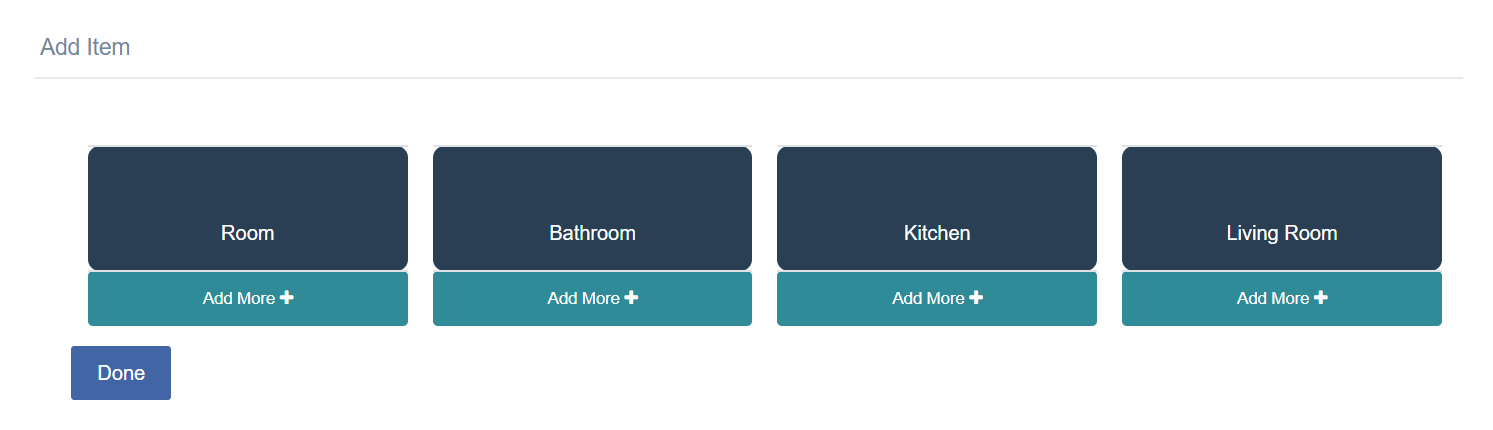 Add Item
Room
Bathroom
Kitchen
Living Room
Add More
Add More
Add More
Add More
Done